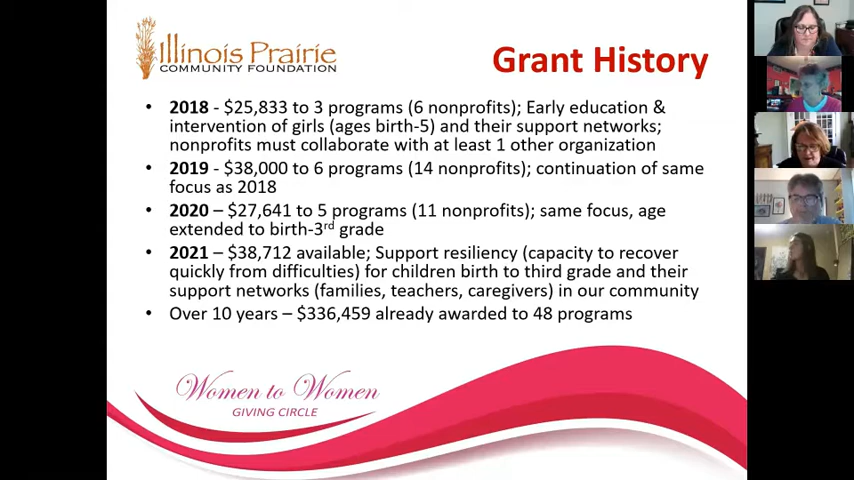 Illinois Prairie
COMMUNITY FOUNDATION
Grant History
• 2018 - $25,833 to 3 programs (6 nonprofits); Early education &
intervention of girls (ages birth-5) and their support networks;
nonprofits must collaborate with at least 1 other organization
• 2019 - $38,000 to 6 programs (14 nonprofits); continuation of same
focus as 2018
• 2020 – $27,641 to 5 programs (11 nonprofits); same focus, age
extended to birth-3rd grade
• 2021 – $38,712 available; Support resiliency (capacity to recover
quickly from difficulties) for children birth to third grade and their
support networks (families, teachers, caregivers) in our community
• Over 10 years – $336,459 already awarded to 48 programs
Women to Women
GIVING CIRCLE